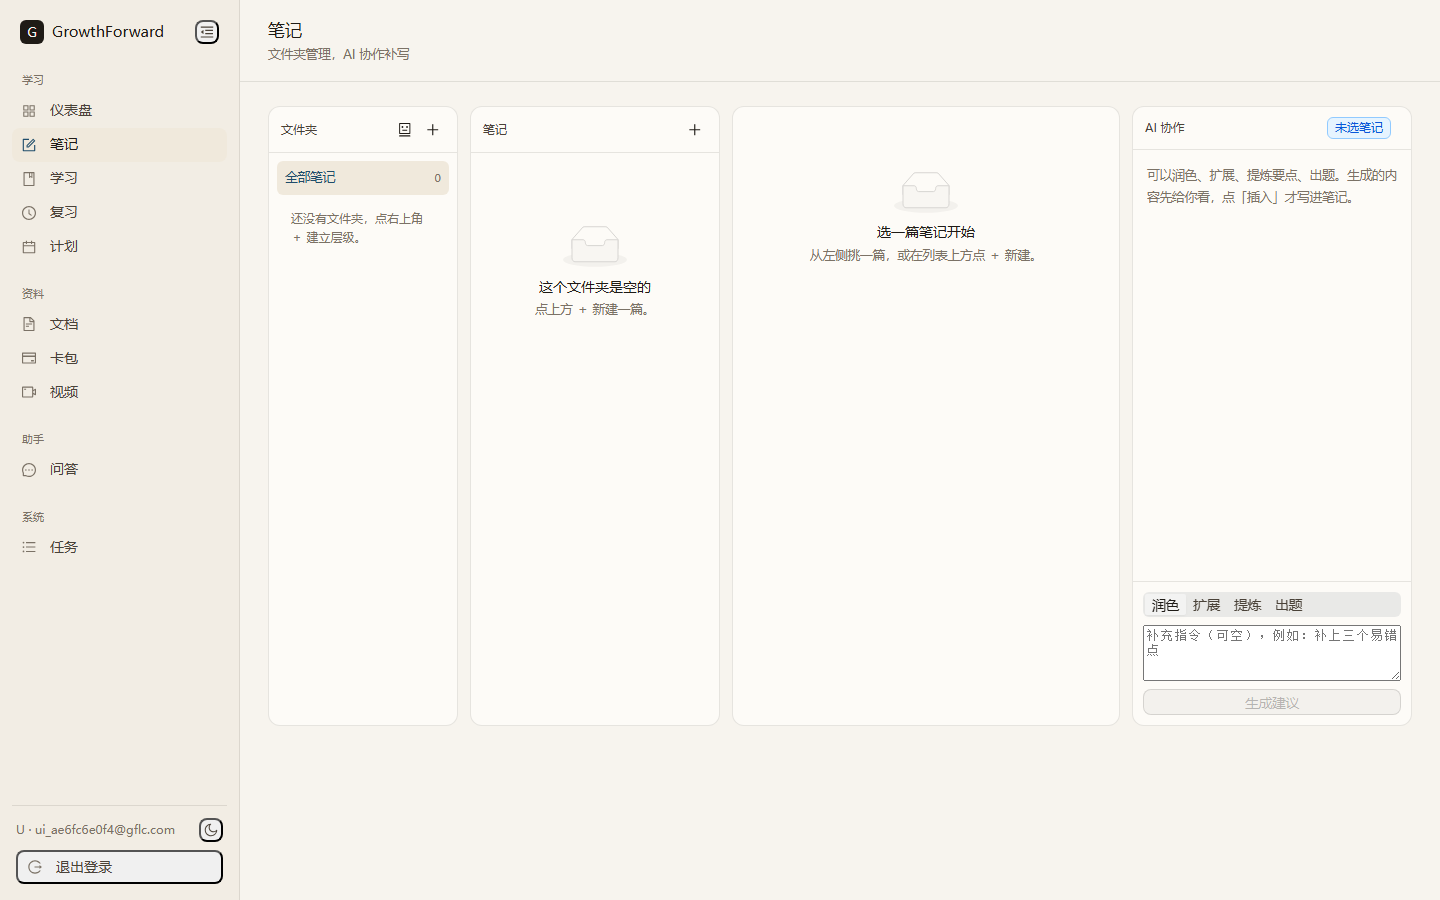 G GrowthForward
学习
仪表盘
笔记
学习
复习
计划
资料
文档
卡包
视频
助手
问答
系统
任务
U · ui_ae6fc6e0f4@gflc.com
退出登录
笔记
文件夹管理，AI 协作补写
文件夹
全部笔记 0
还没有文件夹，点右上角
+ 建立层级。
笔记
这个文件夹是空的
点上方 + 新建一篇。
选一篇笔记开始
从左侧挑一篇，或在列表上方点 + 新建。
AI 协作 未选笔记
可以润色、扩展、提炼要点、出题。生成的内
容先给你看，点「插入」才写进笔记。
润色 扩展 提炼 出题
补充指令（可空），例如：补上三个易错
点
生成建议